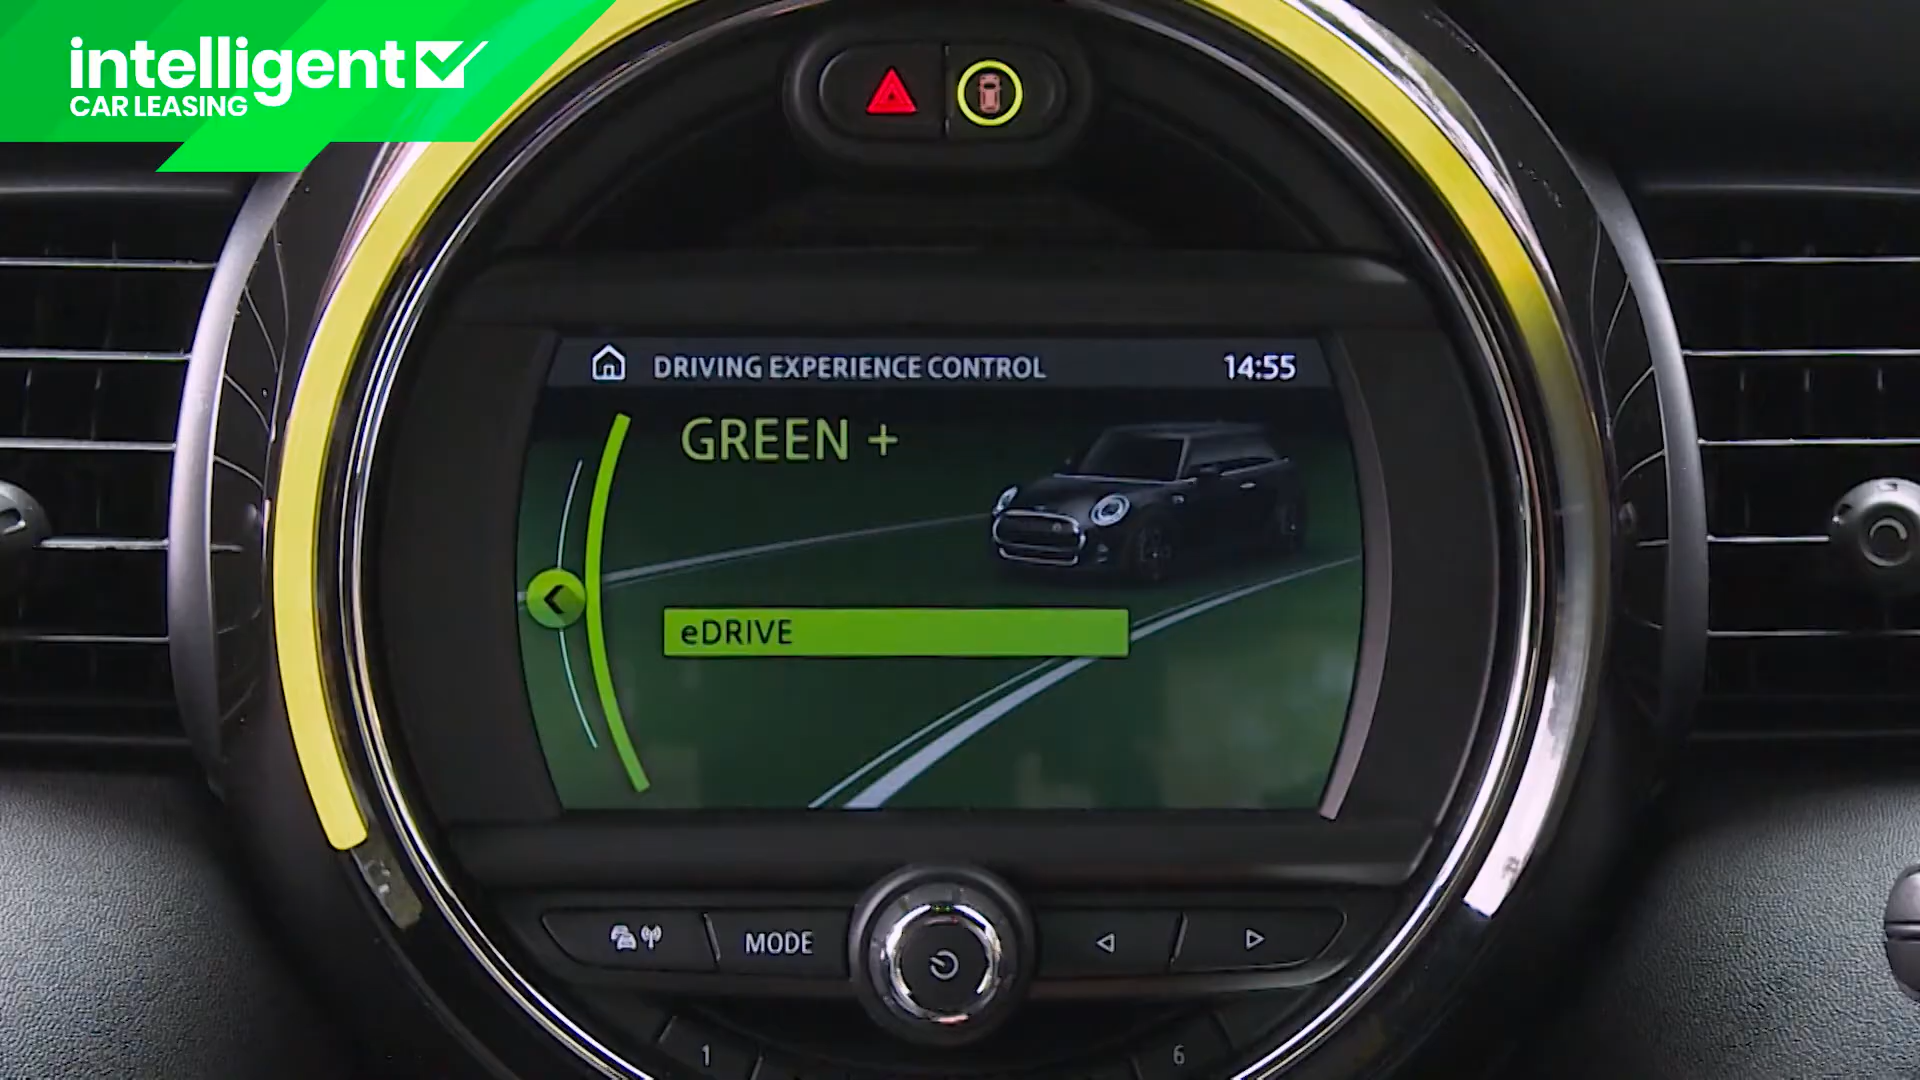 intelligent
CAR LEASING
DRIVING EXPERIENCE CONTROL 14:55
GREEN +
eDRIVE
MODE
1 6